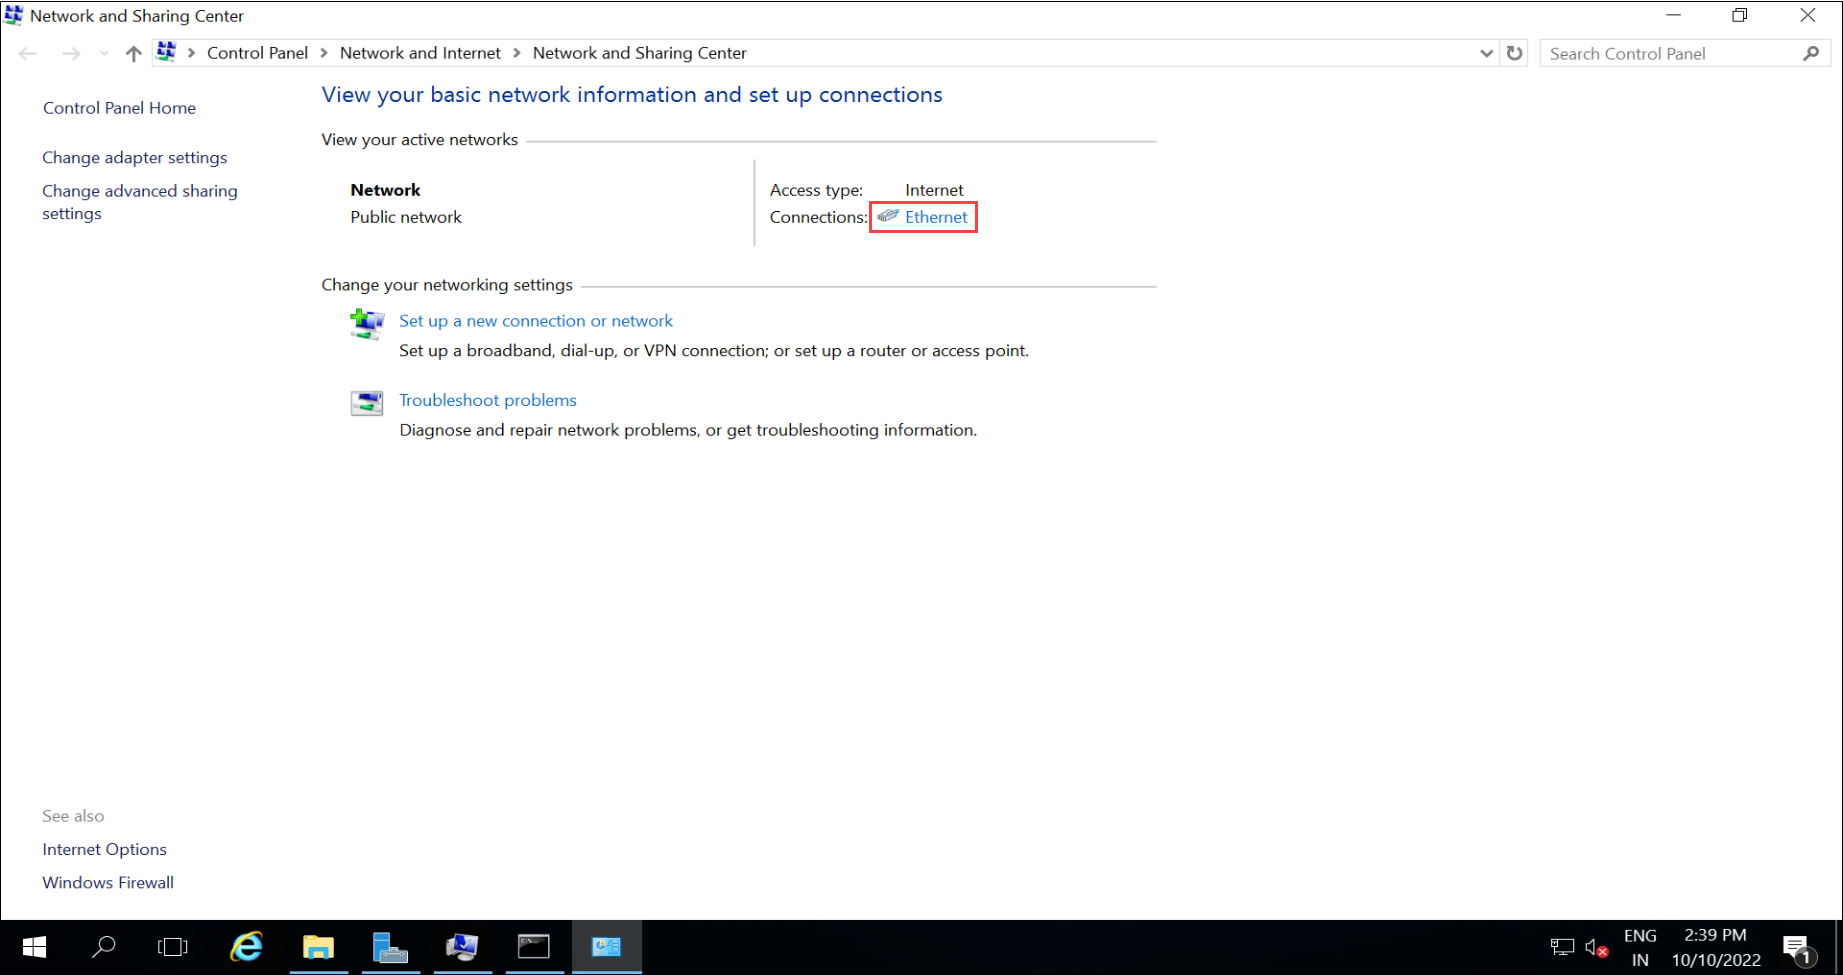 Network and Sharing Center
Control Panel > Network and Internet > Network and Sharing Center
Search Control Panel
Control Panel Home
Change adapter settings
Change advanced sharing
settings
View your basic network information and set up connections
View your active networks
Network
Public network
Access type: Internet
Connections: Ethernet
Change your networking settings
Set up a new connection or network
Set up a broadband, dial-up, or VPN connection; or set up a router or access point.
Troubleshoot problems
Diagnose and repair network problems, or get troubleshooting information.
See also
Internet Options
Windows Firewall
ENG
IN
2:39 PM
10/10/2022
1